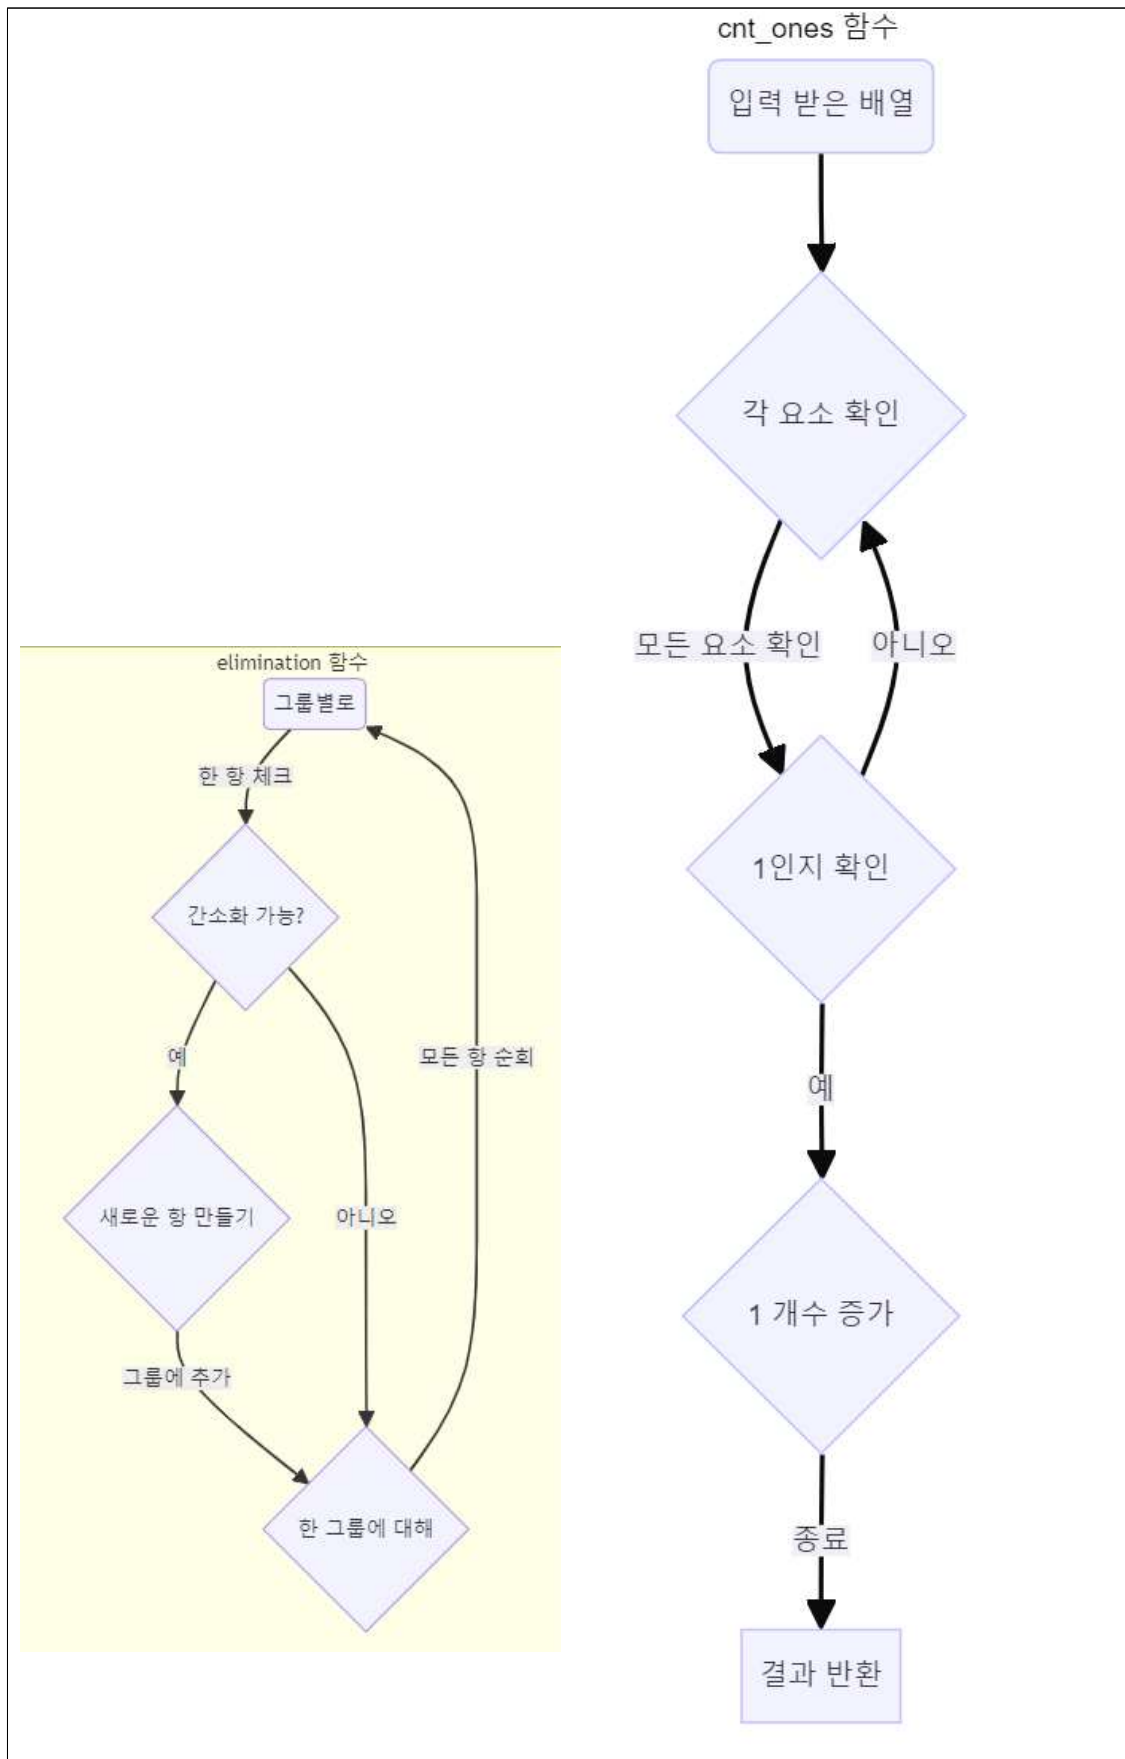 cnt_ones 함수
입력 받은 배열
각 요소 확인
모든 요소 확인
아니오
1인지 확인
예
1 개수 증가
종료
결과 반환
elimination 함수
그룹별로
한 항 체크
간소화 가능?
예
모든 항 순회
새로운 항 만들기
아니오
그룹에 추가
한 그룹에 대해